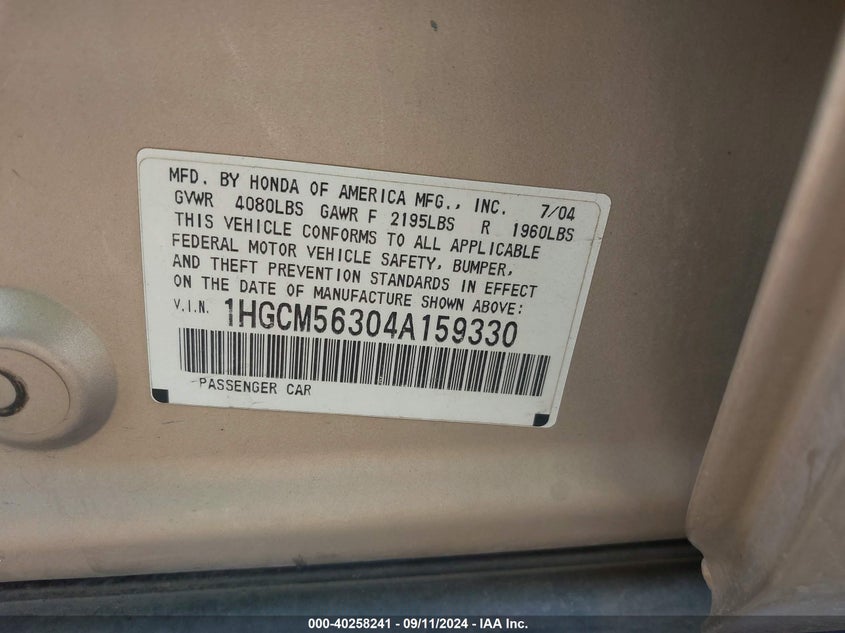 MFD. BY HONDA OF AMERICA MFG., INC. 7/04
GVWR 4080LBS GAWR F 2195LBS R 1960LBS
THIS VEHICLE CONFORMS TO ALL APPLICABLE
FEDERAL MOTOR VEHICLE SAFETY, BUMPER,
AND THEFT PREVENTION STANDARDS IN EFFECT
ON THE DATE OF MANUFACTURE SHOWN ABOVE:
V.I.N. 1HGCM56304A159330
PASSENGER CAR
000-40258241 - 09/11/2024 - IAA Inc.